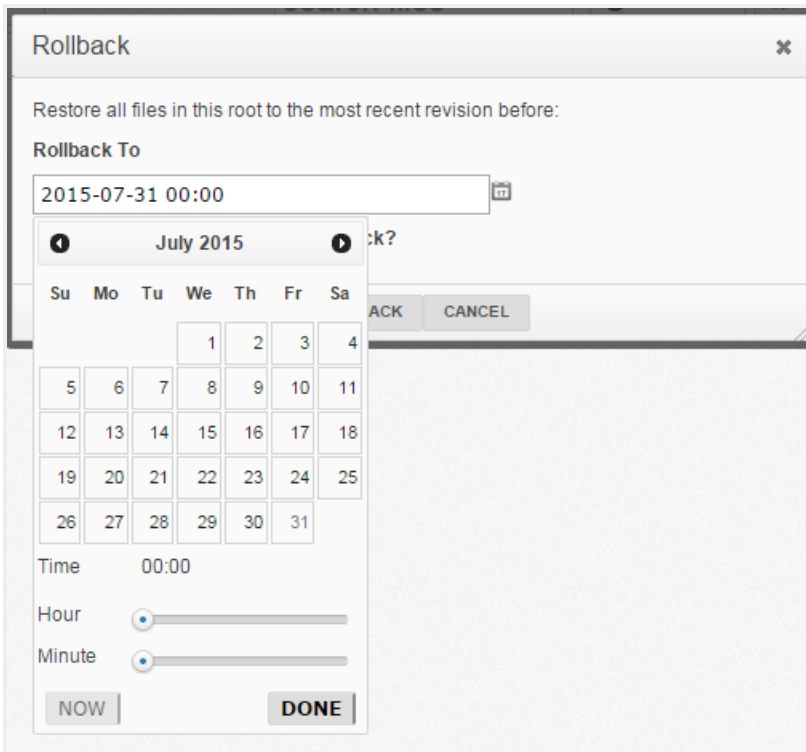 Rollback
Restore all files in this root to the most recent revision before:
Rollback To
2015-07-31 00:00
17
ck?
July 2015
Su Mo Tu We Th Fr Sa
ACK CANCEL
1 2 3 4
5 6 7 8 9 10 11
12 13 14 15 16 17 18
19 20 21 22 23 24 25
26 27 28 29 30 31
Time 00:00
Hour
Minute
NOW DONE